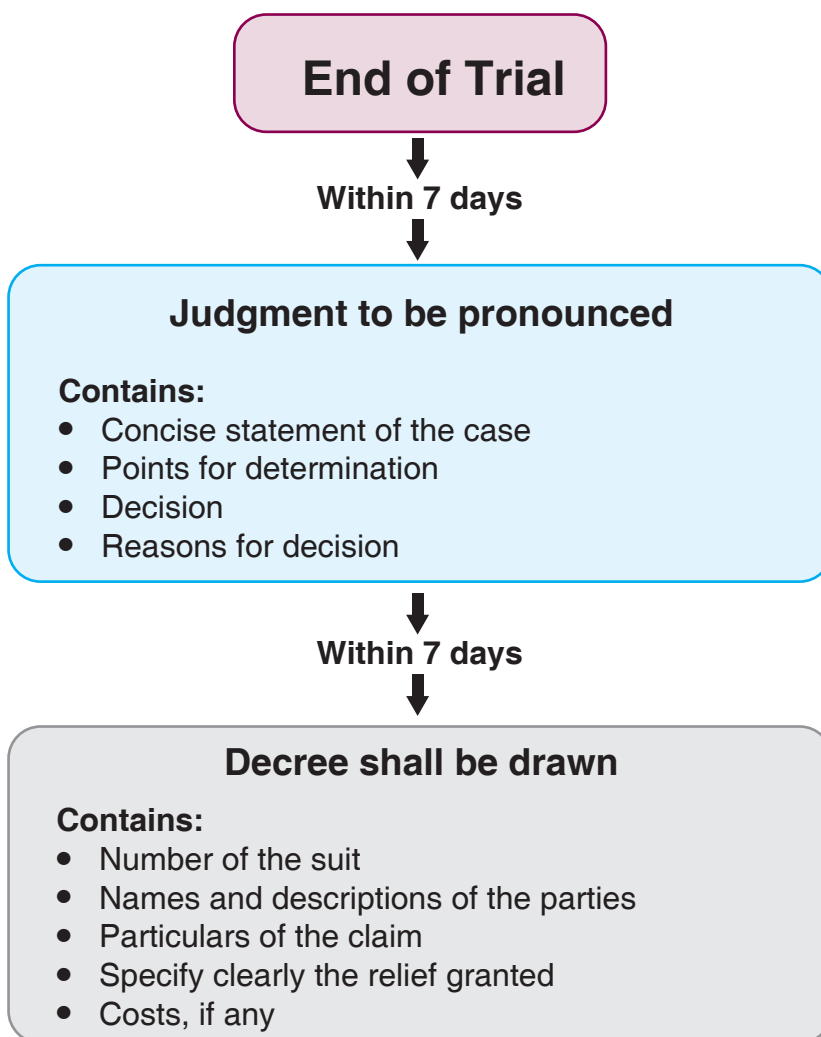 End of Trial
Within 7 days
Judgment to be pronounced
Contains:
• Concise statement of the case
• Points for determination
• Decision
• Reasons for decision
Within 7 days
Decree shall be drawn
Contains:
• Number of the suit
• Names and descriptions of the parties
• Particulars of the claim
• Specify clearly the relief granted
• Costs, if any